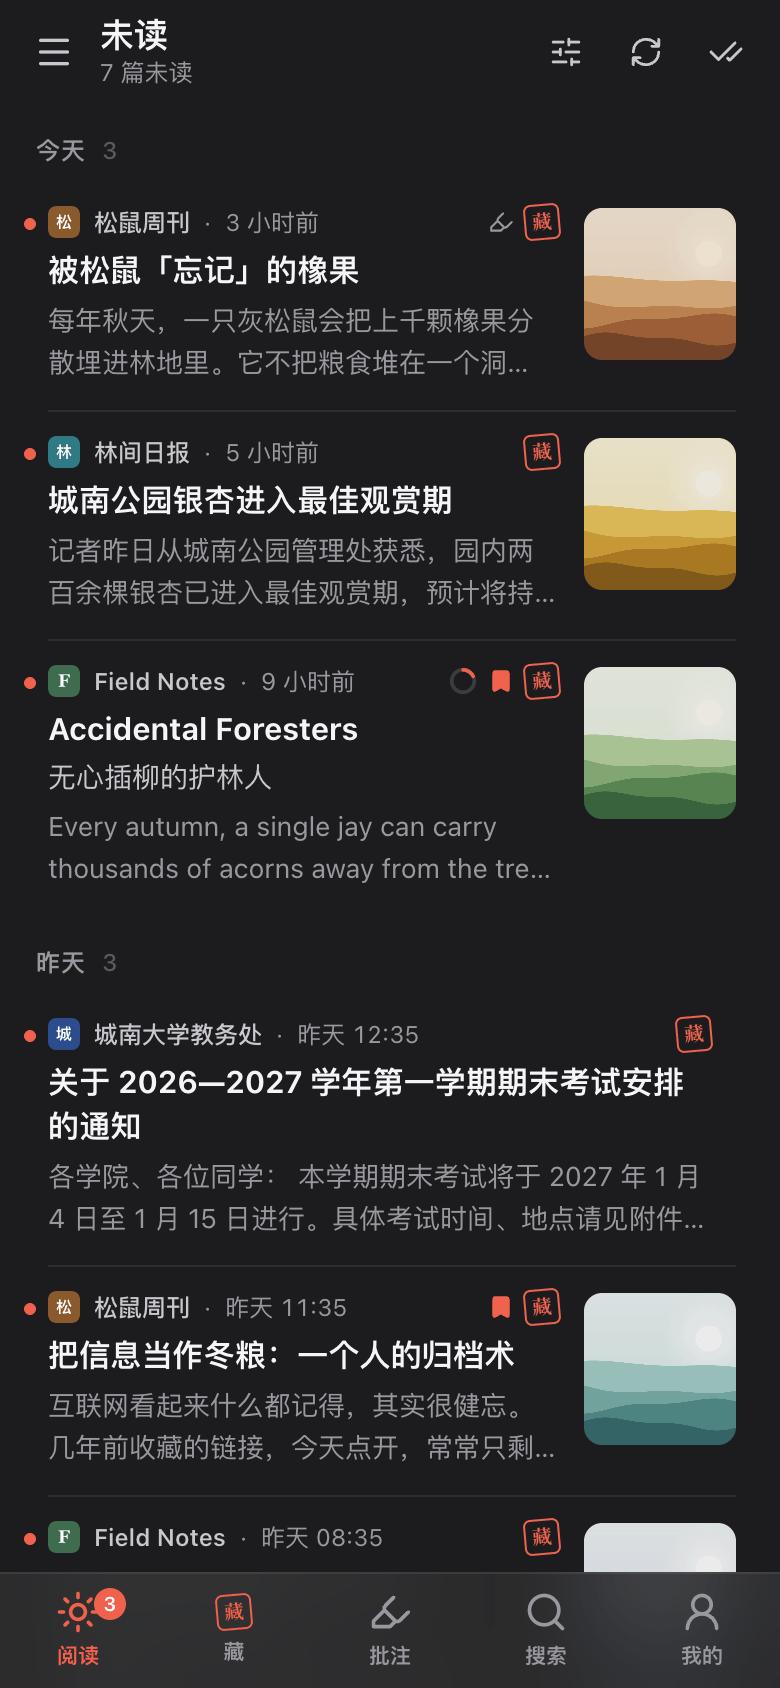 未读
7 篇未读
今天 3
松 松鼠周刊 · 3 小时前 藏
被松鼠「忘记」的橡果
每年秋天，一只灰松鼠会把上千颗橡果分
散埋进林地里。它不把粮食堆在一个洞...
林 林间日报 · 5 小时前 藏
城南公园银杏进入最佳观赏期
记者昨日从城南公园管理处获悉，园内两
百余棵银杏已进入最佳观赏期，预计将持...
F Field Notes · 9 小时前 藏
Accidental Foresters
无心插柳的护林人
Every autumn, a single jay can carry
thousands of acorns away from the tre...
昨天 3
城 城南大学教务处 · 昨天 12:35 藏
关于 2026—2027 学年第一学期期末考试安排
的通知
各学院、各位同学： 本学期期末考试将于 2027 年 1 月
4 日至 1 月 15 日进行。具体考试时间、地点请见附件...
松 松鼠周刊 · 昨天 11:35 藏
把信息当作冬粮：一个人的归档术
互联网看起来什么都记得，其实很健忘。
几年前收藏的链接，今天点开，常常只剩...
F Field Notes · 昨天 08:35 藏
3 藏
阅读 藏 批注 搜索 我的